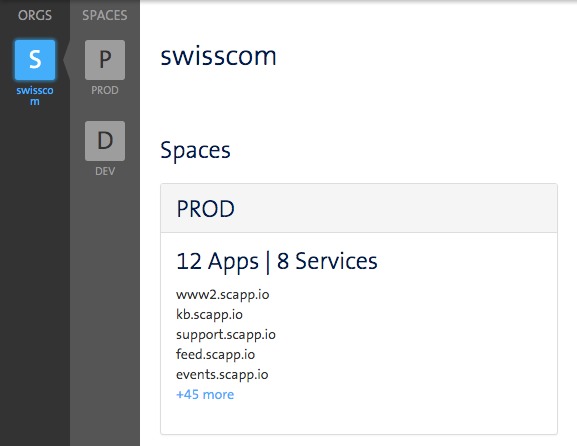 ORGS
SPACES
S
swissco
m
P
PROD
D
DEV
swisscom
Spaces
PROD
12 Apps | 8 Services
www2.scapp.io
kb.scapp.io
support.scapp.io
feed.scapp.io
events.scapp.io
+45 more